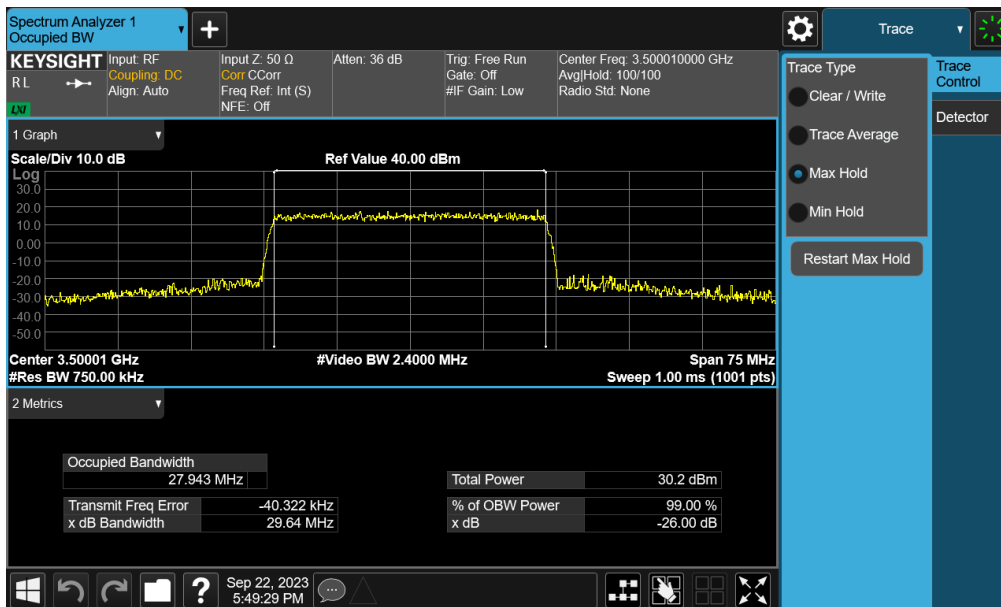 Spectrum Analyzer 1
Occupied BW
+
Trace
KEYSIGHT
Input: RF
Coupling: DC
Align: Auto
R L
LXI
Input Z: 50 Ω
Corr CCorr
Freq Ref: Int (S)
NFE: Off
Atten: 36 dB
Trig: Free Run
Gate: Off
#IF Gain: Low
Center Freq: 3.500010000 GHz
Avg|Hold: 100/100
Radio Std: None
Trace Type
Clear / Write
Trace Average
Max Hold
Min Hold
Restart Max Hold
Trace
Control
Detector
1 Graph
Scale/Div 10.0 dB
Ref Value 40.00 dBm
Log
30.0
20.0
10.0
0.00
-10.0
-20.0
-30.0
-40.0
-50.0
Center 3.50001 GHz
#Video BW 2.4000 MHz
Span 75 MHz
#Res BW 750.00 kHz
Sweep 1.00 ms (1001 pts)
2 Metrics
Occupied Bandwidth
27.943 MHz
Total Power 30.2 dBm
Transmit Freq Error -40.322 kHz
% of OBW Power 99.00 %
x dB Bandwidth 29.64 MHz
x dB -26.00 dB
?
Sep 22, 2023
5:49:29 PM